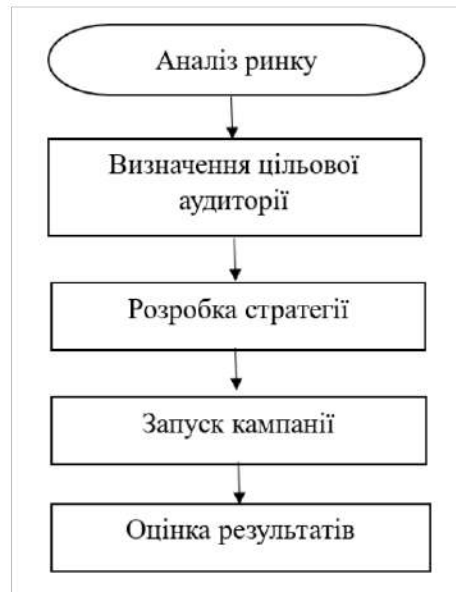 Аналіз ринку
Визначення цільової
аудиторії
Розробка стратегії
Запуск кампанії
Оцінка результатів